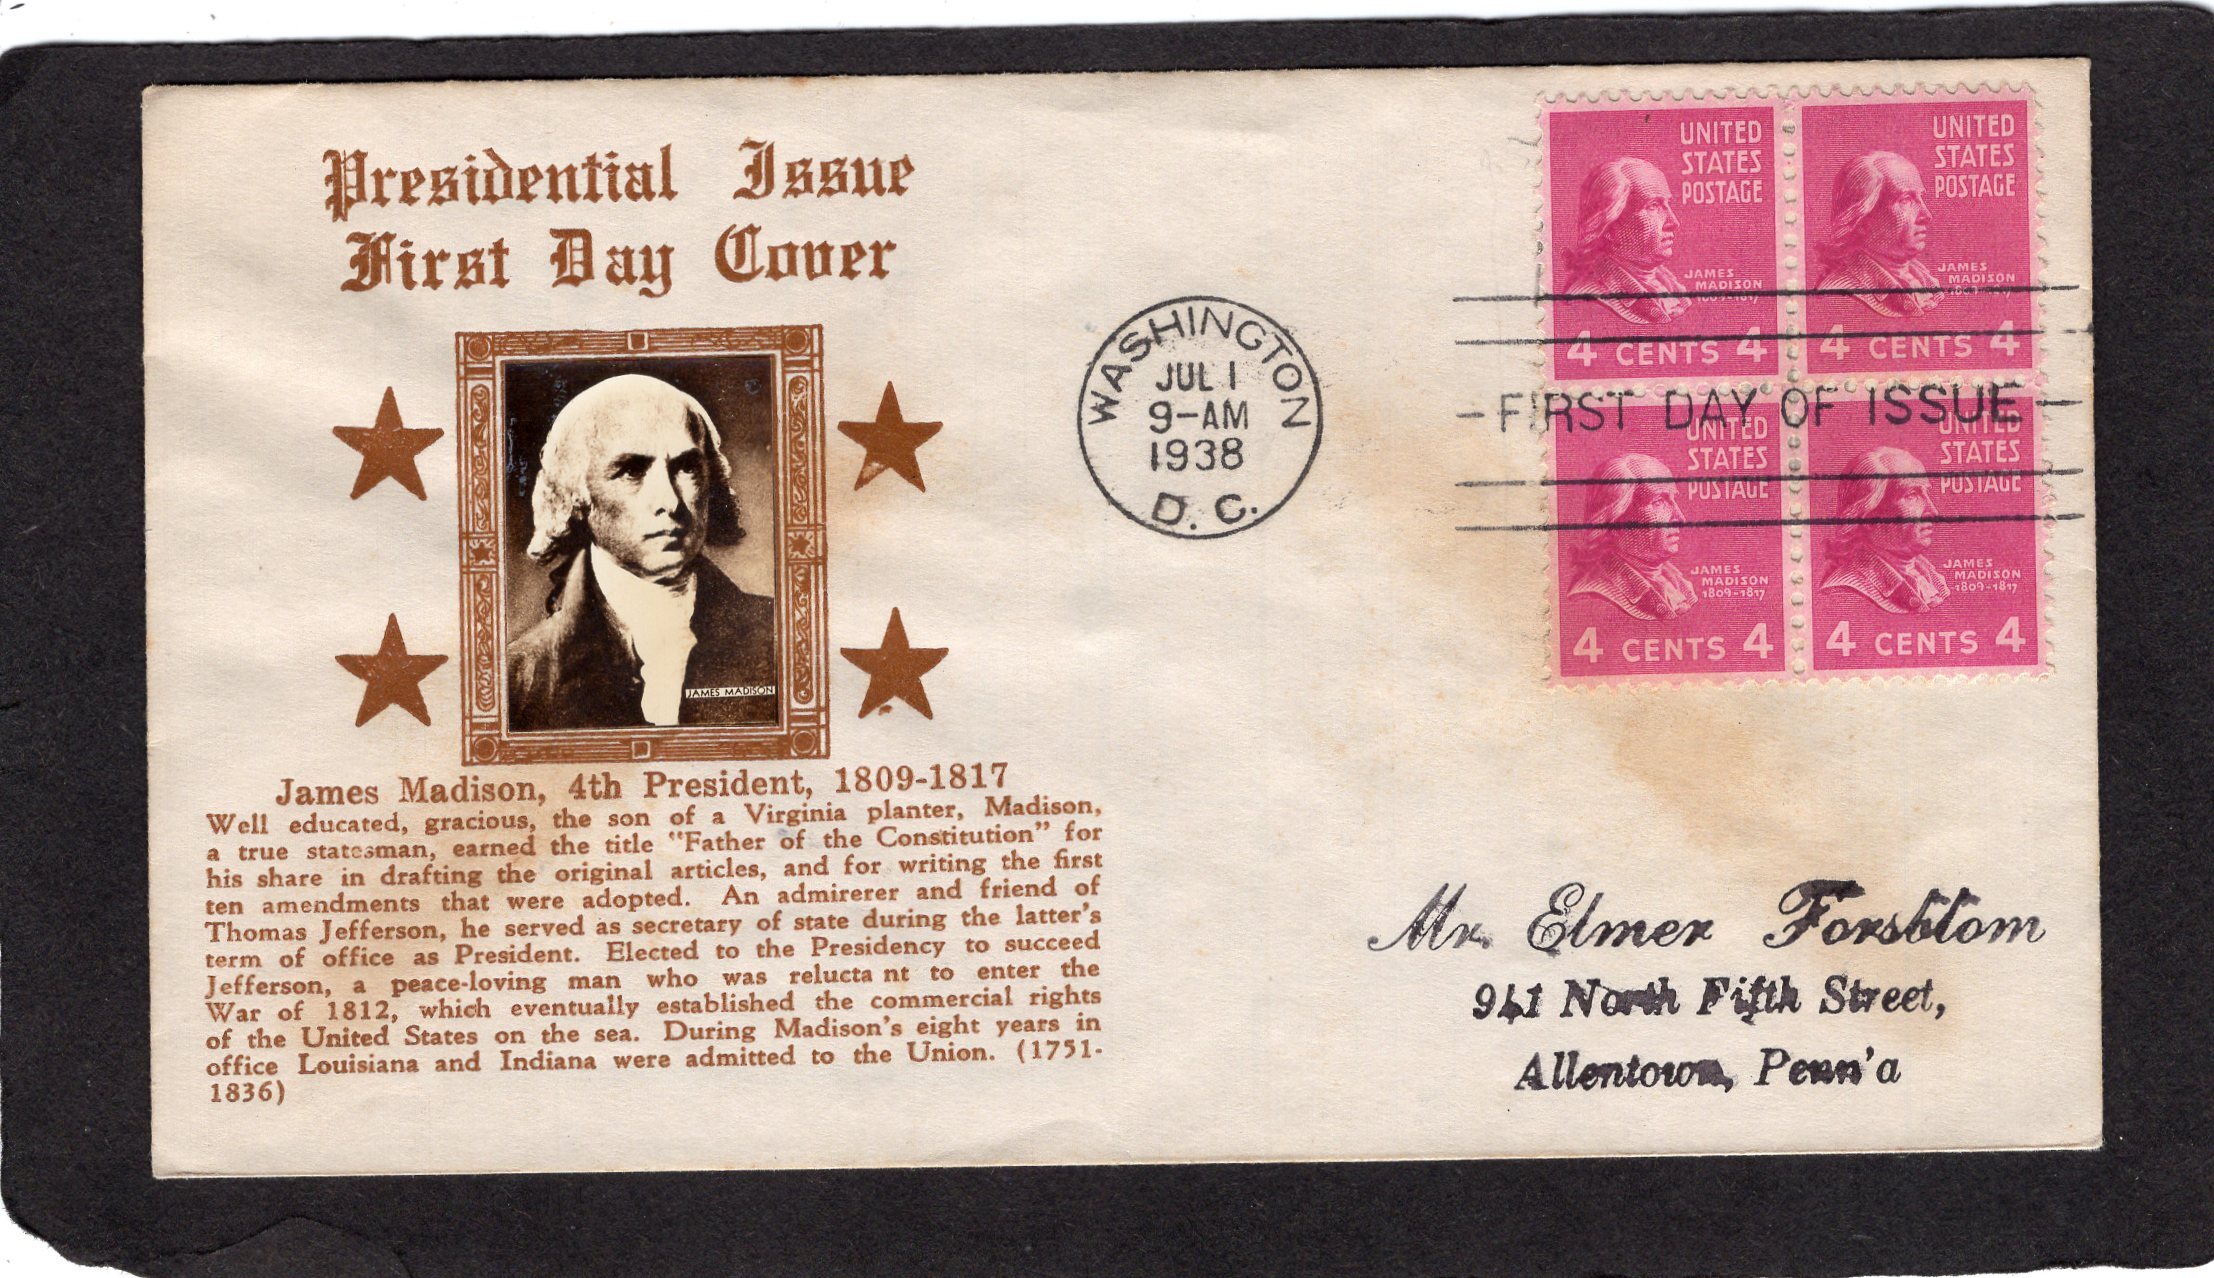 Presidential Issue
First Day Cover
JAMES MADISON
James Madison, 4th President, 1809-1817
Well educated, gracious, the son of a Virginia planter, Madison,
a true statesman, earned the title "Father of the Constitution" for
his share in drafting the original articles, and for writing the first
ten amendments that were adopted. An admirerer and friend of
Thomas Jefferson, he served as secretary of state during the latter's
term of office as President. Elected to the Presidency to succeed
Jefferson, a peace-loving man who was relucta nt to enter the
War of 1812, which eventually established the commercial rights
of the United States on the sea. During Madison's eight years in
office Louisiana and Indiana were admitted to the Union. (1751-
1836)
WASHINGTON
JUL 1
9-AM
1938
D. C.
UNITED
STATES
POSTAGE
JAMES
MADISON
1809-1817
4 CENTS 4
UNITED
STATES
POSTAGE
JAMES
MADISON
1809-1817
4 CENTS 4
-FIRST DAY OF ISSUE-
UNITED
STATES
POSTAGE
JAMES
MADISON
1809-1817
4 CENTS 4
UNITED
STATES
POSTAGE
JAMES
MADISON
1809-1817
4 CENTS 4
Mr. Elmer Forsblom
941 North Fifth Street,
Allentown, Penn'a